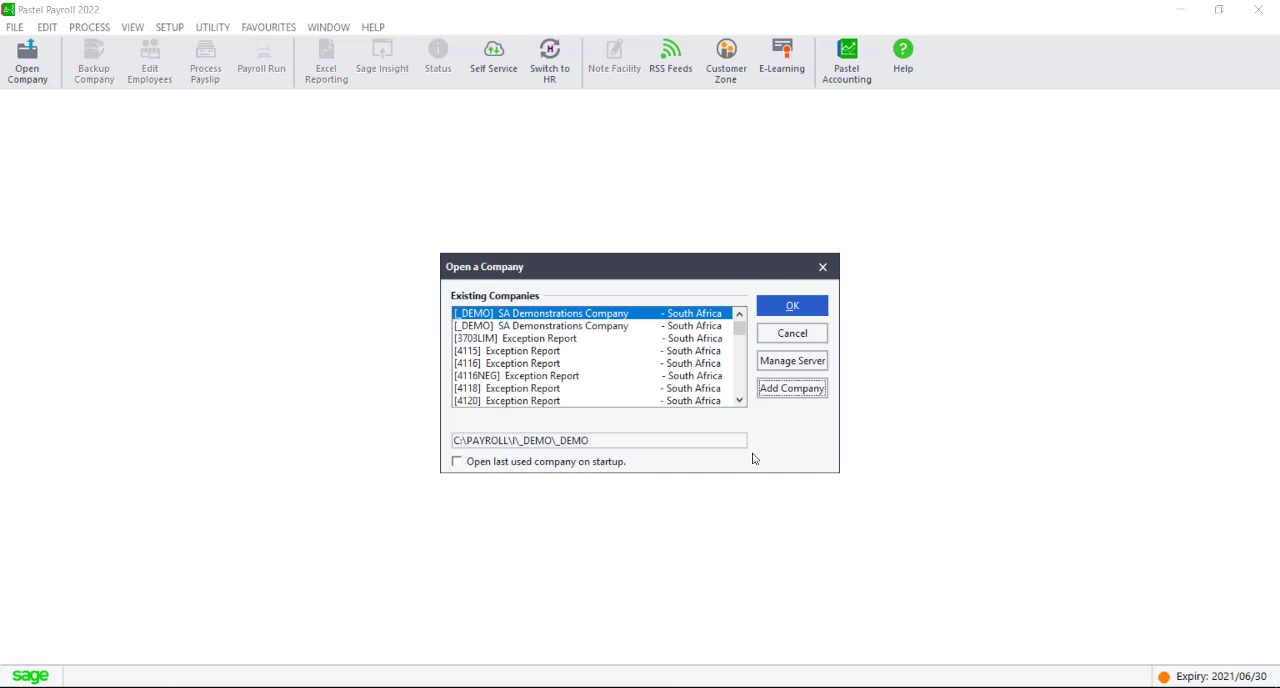 Pastel Payroll 2022
FILE EDIT PROCESS VIEW SETUP UTILITY FAVOURITES WINDOW HELP
Open Company
Backup Company
Edit Employees
Process Payslip
Payroll Run
Excel Reporting
Sage Insight
Status
Self Service
Switch to HR
Note Facility
RSS Feeds
Customer Zone
E-Learning
Pastel Accounting
Help
Open a Company
Existing Companies
[_DEMO] SA Demonstrations Company - South Africa
[_DEMO] SA Demonstrations Company - South Africa
[3703LIM] Exception Report - South Africa
[4115] Exception Report - South Africa
[4116] Exception Report - South Africa
[4116NEG] Exception Report - South Africa
[4118] Exception Report - South Africa
[4120] Exception Report - South Africa
OK
Cancel
Manage Server
Add Company
C:\PAYROLL\I\_DEMO\_DEMO
Open last used company on startup.
sage
Expiry: 2021/06/30